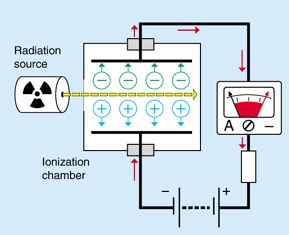 Radiation
source
− − − −
+ + + +
Ionization
chamber
A −
− +